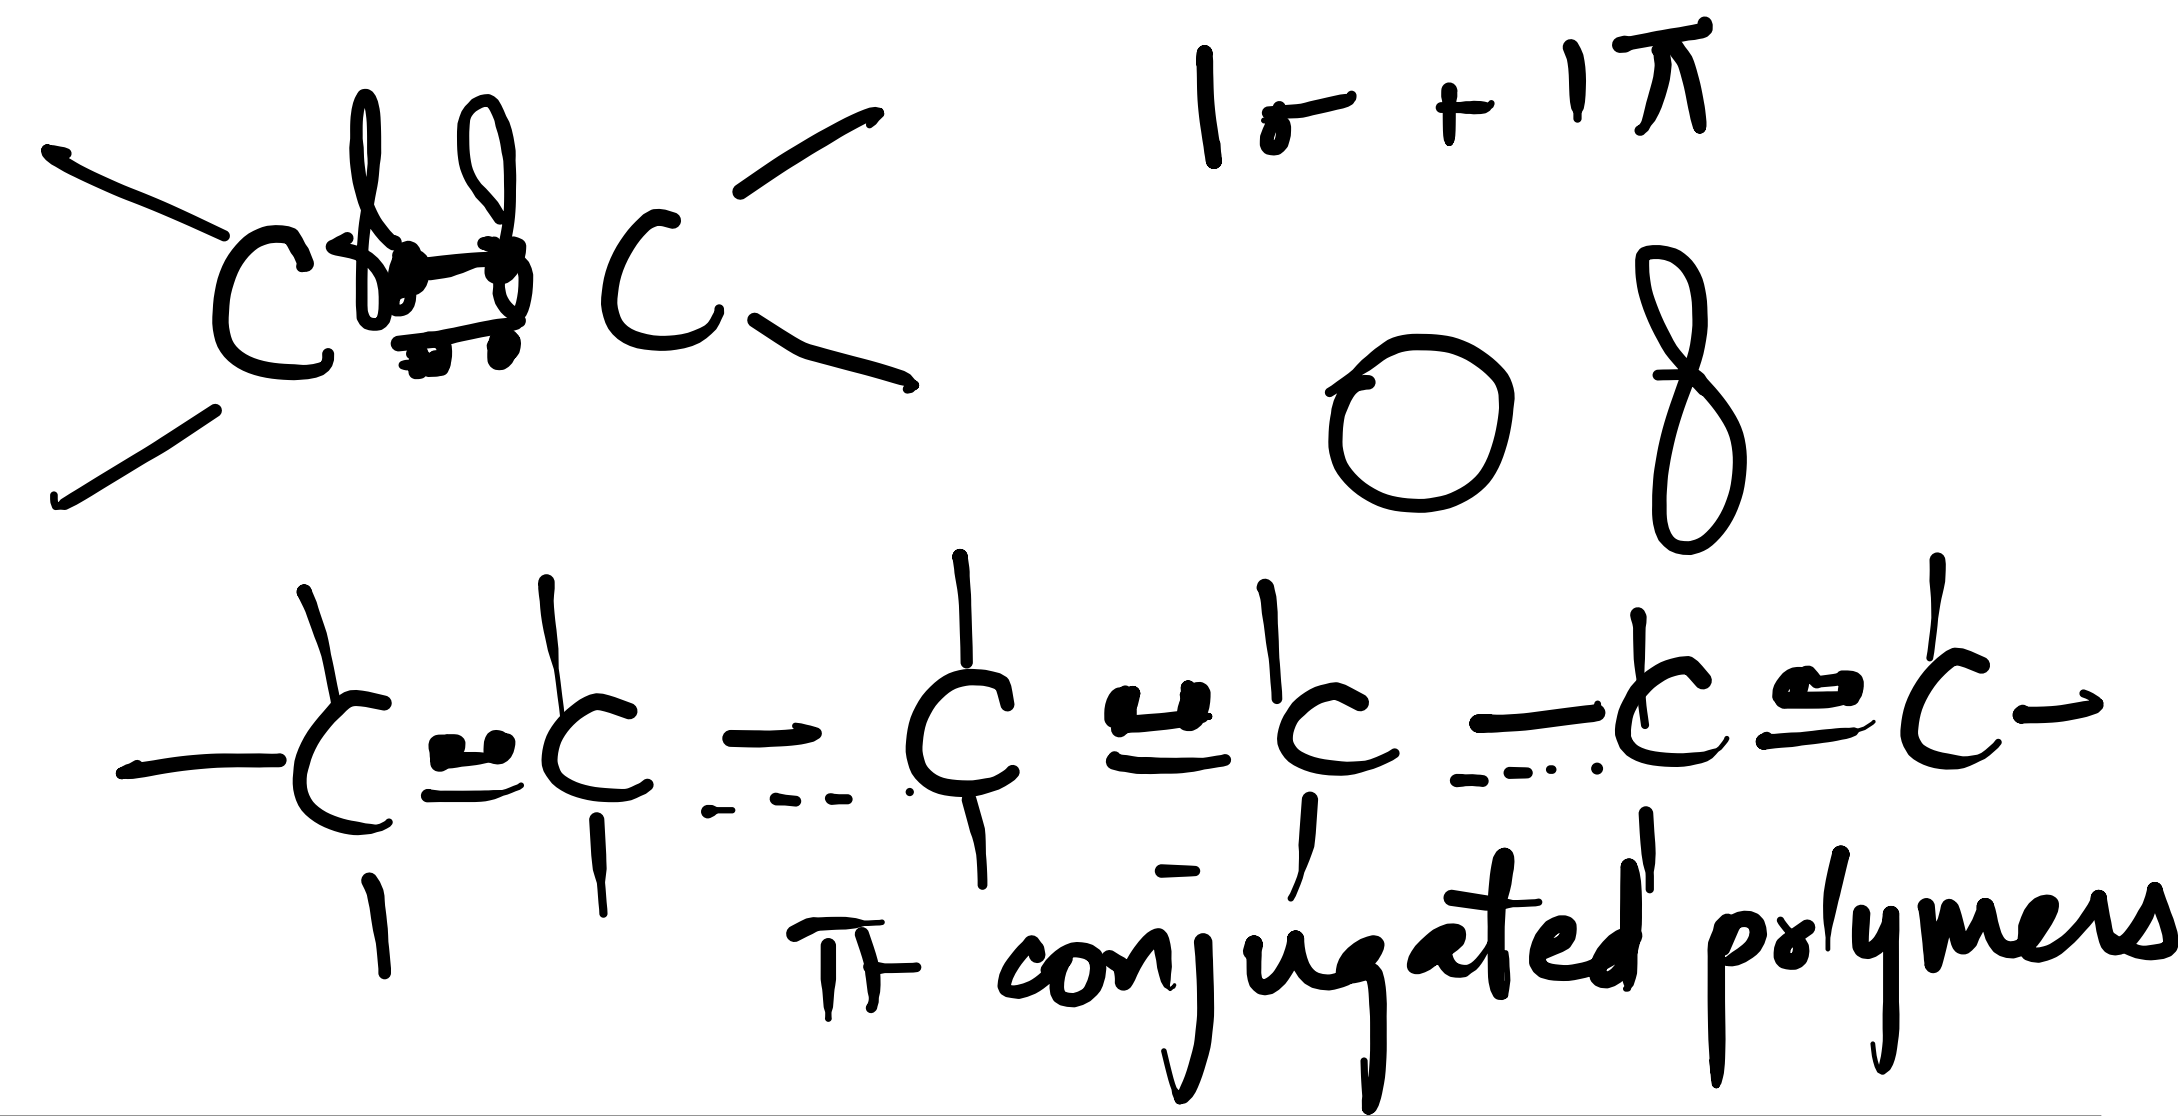 1σ + 1π
C C
C = C - C = C - C = C -
π- conjugated polymers